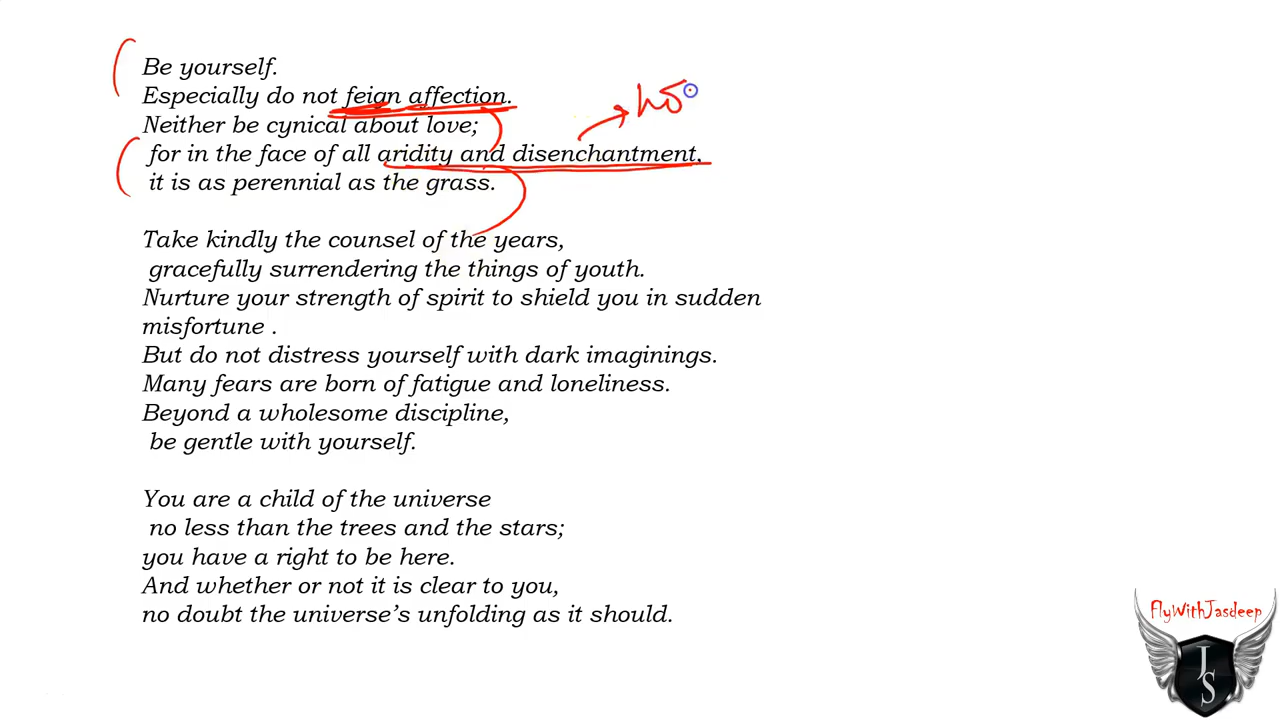 Be yourself.
Especially do not feign affection.
Neither be cynical about love;
for in the face of all aridity and disenchantment,
it is as perennial as the grass.
Take kindly the counsel of the years,
gracefully surrendering the things of youth.
Nurture your strength of spirit to shield you in sudden
misfortune .
But do not distress yourself with dark imaginings.
Many fears are born of fatigue and loneliness.
Beyond a wholesome discipline,
be gentle with yourself.
You are a child of the universe
no less than the trees and the stars;
you have a right to be here.
And whether or not it is clear to you,
no doubt the universe’s unfolding as it should.
FlyWithJasdeep
JS